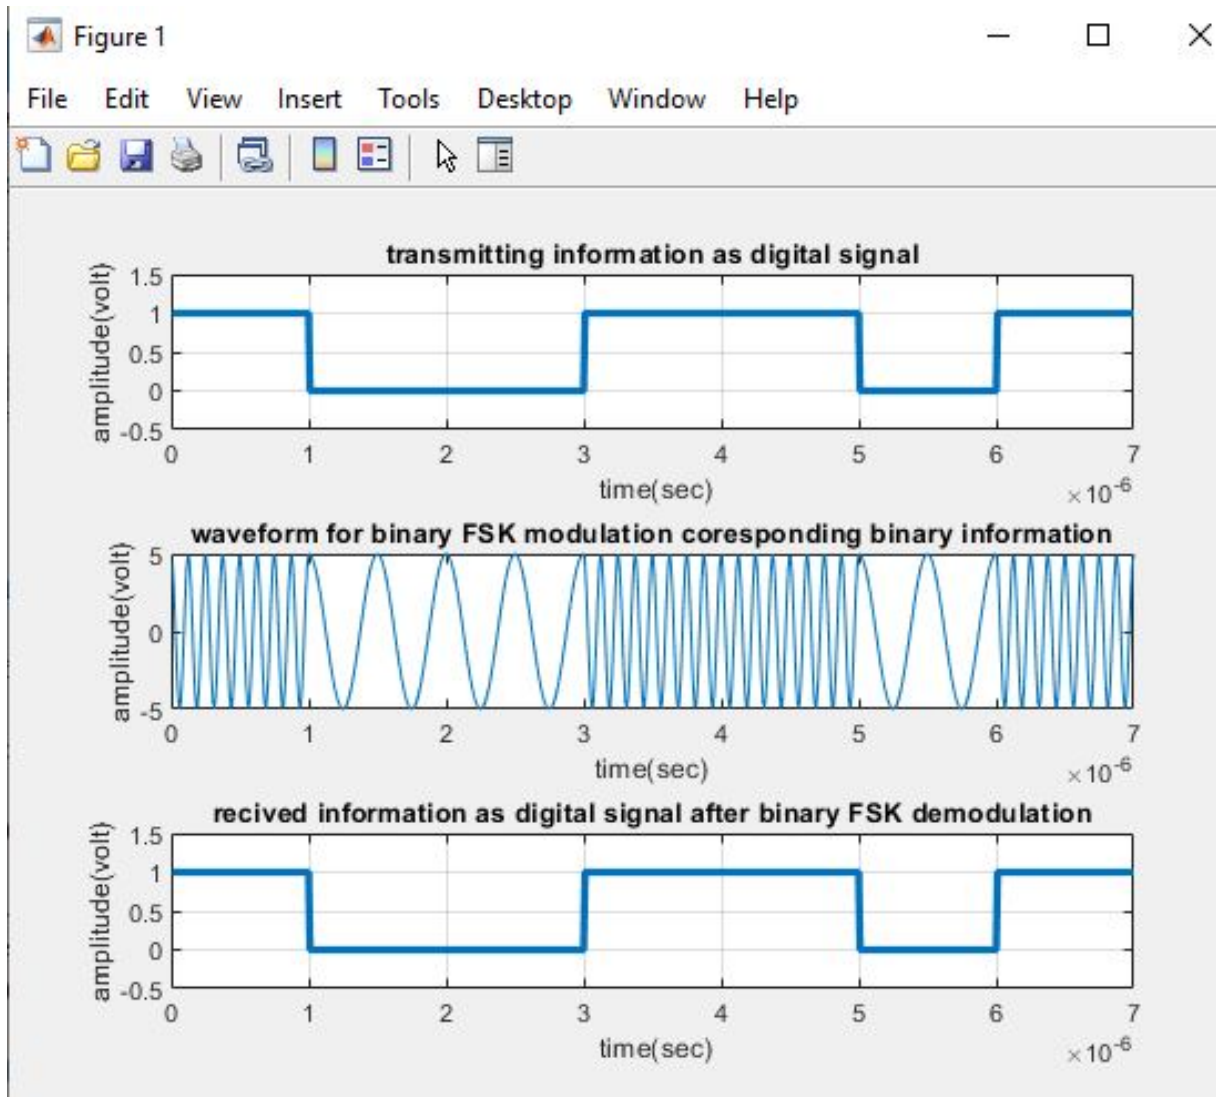 Figure 1
File Edit View Insert Tools Desktop Window Help
transmitting information as digital signal
amplitude(volt)
1.5
1
0.5
0
-0.5
0 1 2 3 4 5 6 7
time(sec)
×10-6
waveform for binary FSK modulation coresponding binary information
amplitude(volt)
5
0
-5
0 1 2 3 4 5 6 7
time(sec)
×10-6
recived information as digital signal after binary FSK demodulation
amplitude(volt)
1.5
1
0.5
0
-0.5
0 1 2 3 4 5 6 7
time(sec)
×10-6